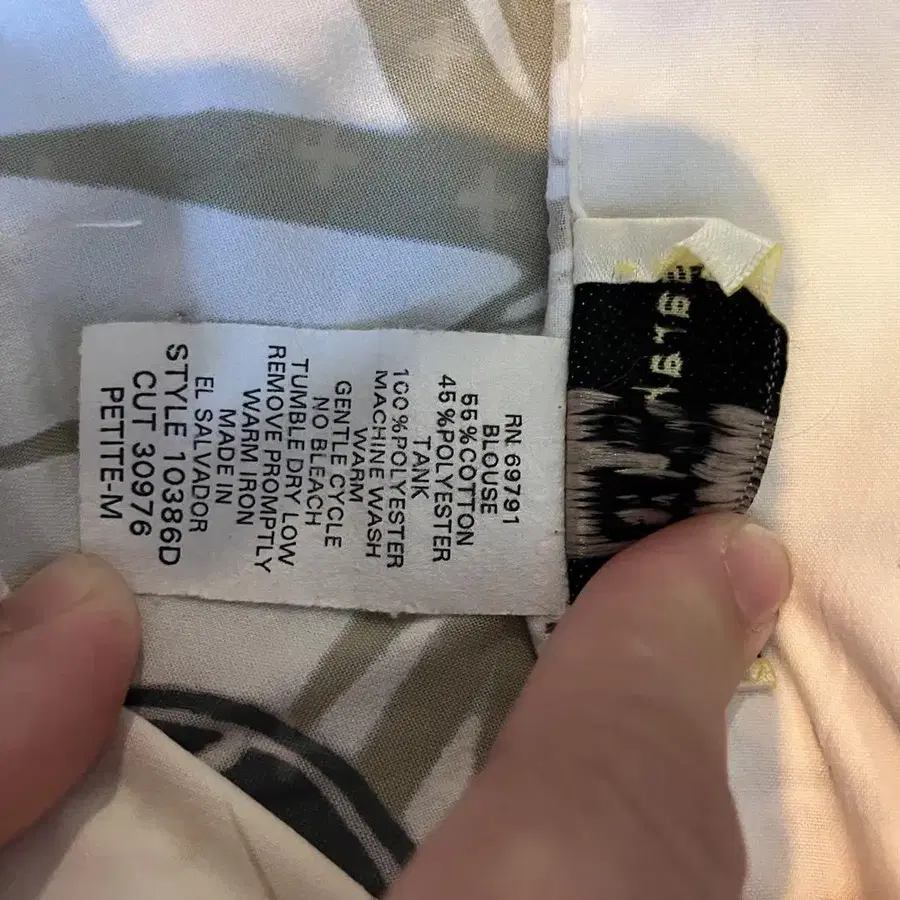 RN 69791
BLOUSE
55%COTTON
45%POLYESTER
TANK
100%POLYESTER
MACHINE WASH
WARM
GENTLE CYCLE
NO BLEACH
TUMBLE DRY LOW
REMOVE PROMPTLY
WARM IRON
MADE IN
EL SALVADOR
STYLE 10386D
CUT 30976
PETITE-M